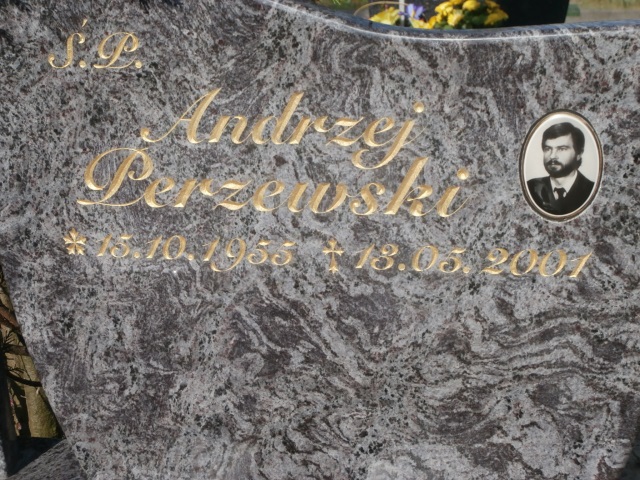 Ś.P.
Andrzej
Perzewski
* 15.10.1955 † 13.05.2001